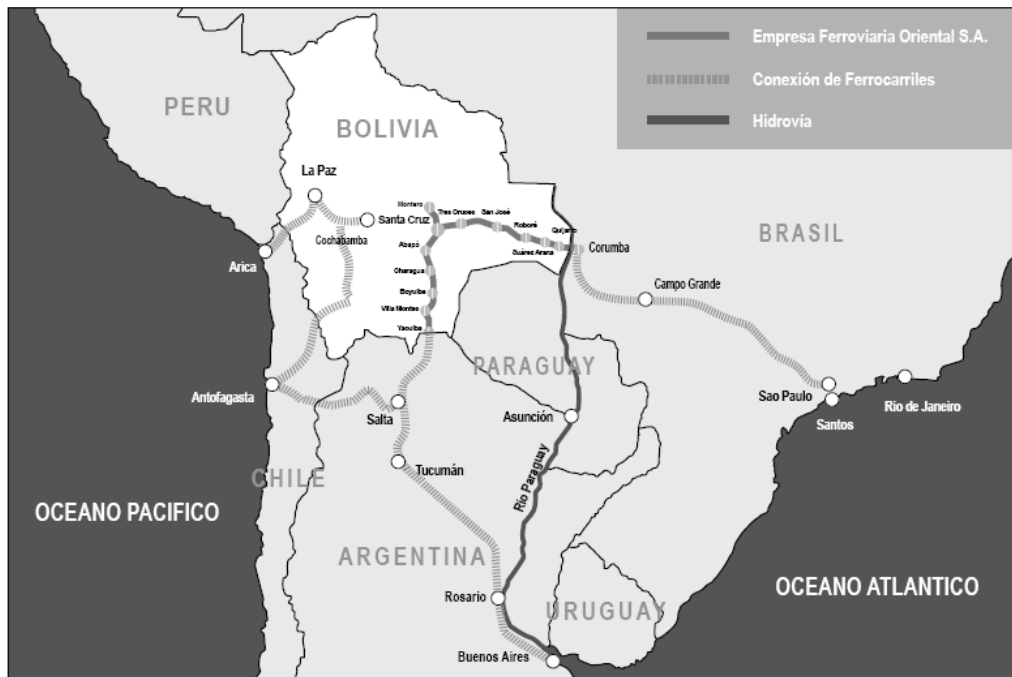 Empresa Ferroviaria Oriental S.A.
Conexión de Ferrocarriles
Hidrovía
PERU
BOLIVIA
BRASIL
La Paz
Santa Cruz
Cochabamba
Arica
Montero
Tres Cruces
San José
Roboré
Quijarro
Suárez Arana
Corumba
Abapó
Charagua
Boyuibe
Villa Montes
Yacuiba
Campo Grande
PARAGUAY
Antofagasta
Salta
Asunción
Sao Paulo
Santos
Río de Janeiro
Tucumán
CHILE
Río Paraguay
OCEANO PACIFICO
ARGENTINA
Rosario
URUGUAY
OCEANO ATLANTICO
Buenos Aires